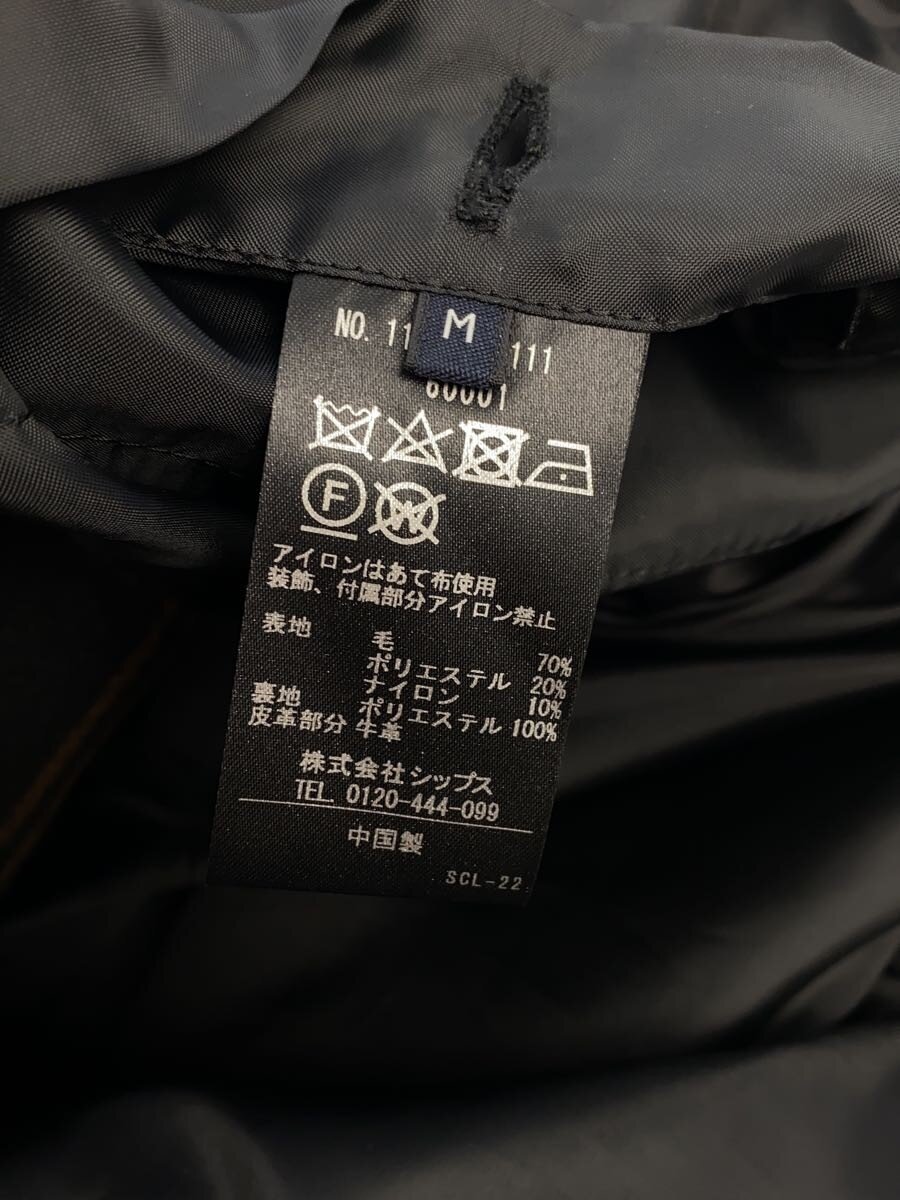 M
NO. 11 111
60001
F
W
アイロンはあて布使用
装飾、付属部分アイロン禁止
表地 毛 70%
ポリエステル 20%
ナイロン 10%
裏地 ポリエステル 100%
皮革部分 牛革
株式会社シップス
TEL. 0120-444-099
中国製
SCL-22